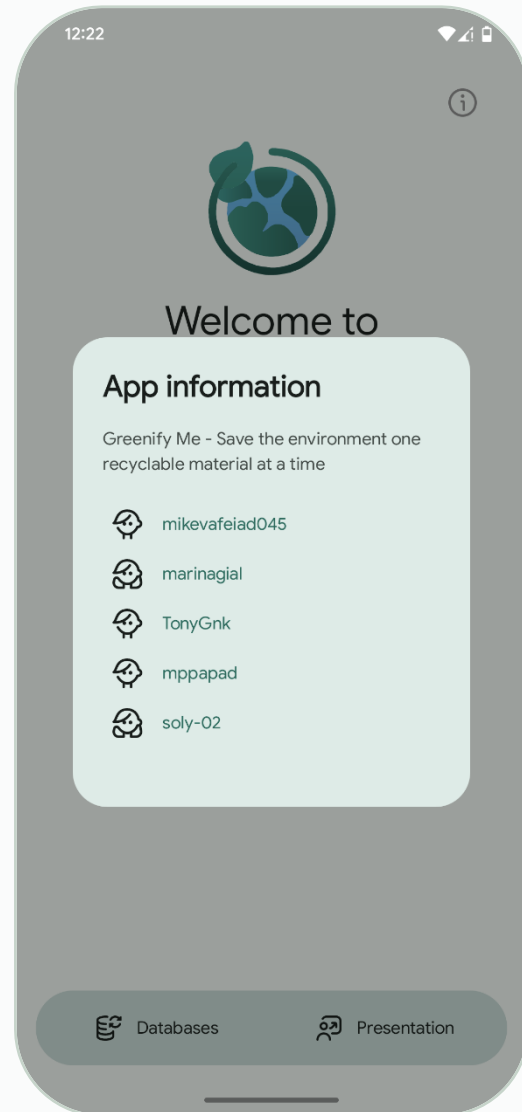 12:22
Welcome to
App information
Greenify Me - Save the environment one
recyclable material at a time
mikevafeiad045
marinagial
TonyGnk
mppapad
soly-02
Databases
Presentation